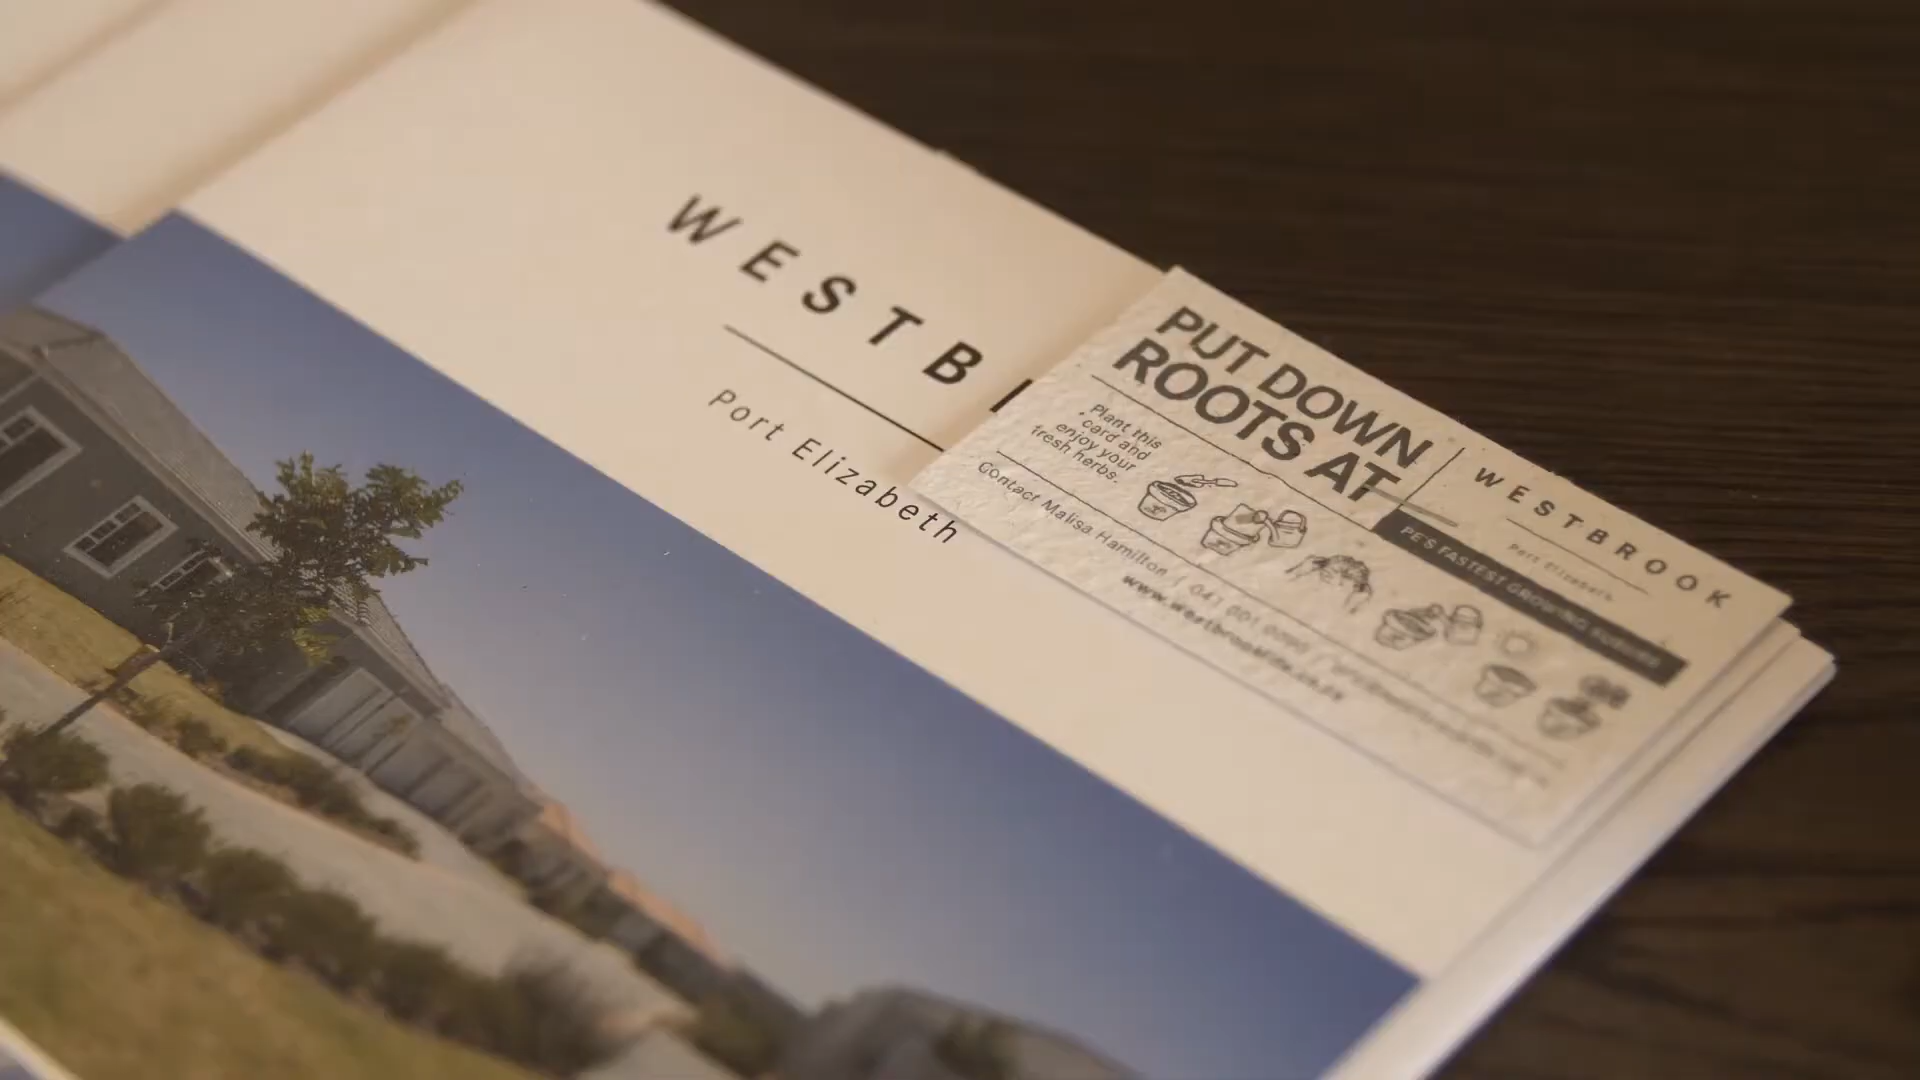 WESTB
Port Elizabeth
PUT DOWN
ROOTS AT
Plant this
card and
enjoy your
fresh herbs.
Contact Malisa Hamilton
WESTBROOK
Port Elizabeth
PE'S FASTEST GROWING SUBURB
OR